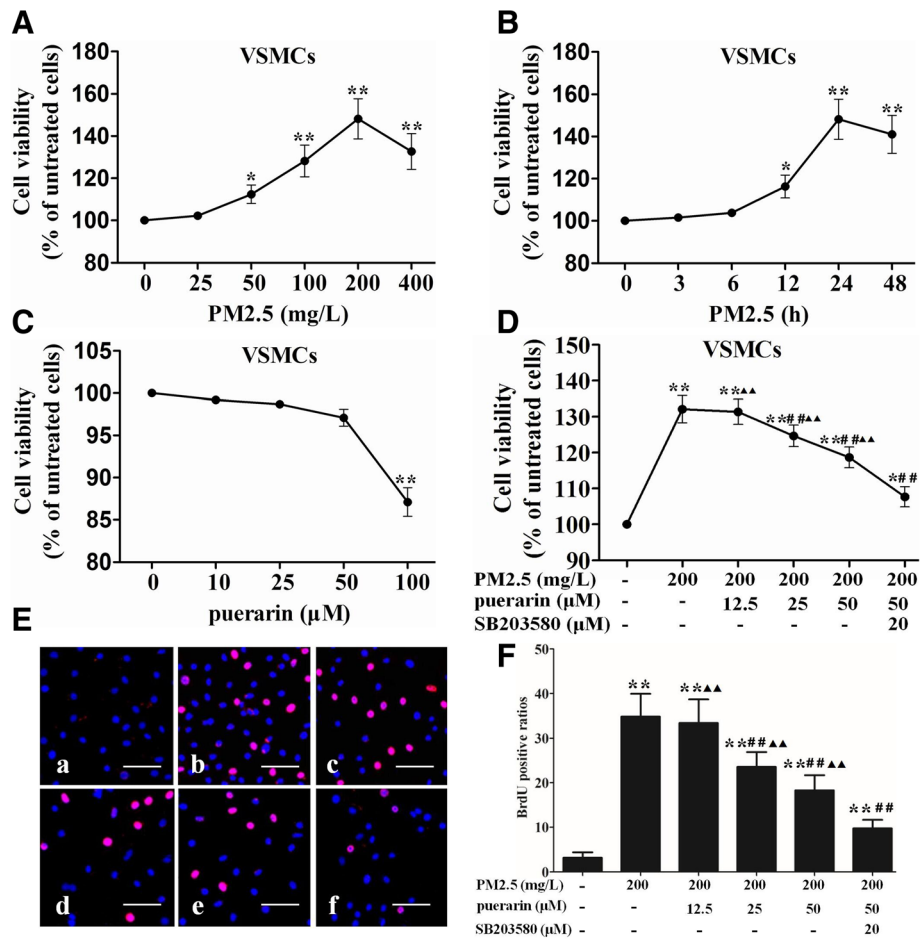 A
VSMCs
Cell viability
(% of untreated cells)
180
160
140
120
100
80
*
**
**
**
0 25 50 100 200 400
PM2.5 (mg/L)
B
VSMCs
Cell viability
(% of untreated cells)
180
160
140
120
100
80
*
**
**
0 3 6 12 24 48
PM2.5 (h)
C
VSMCs
Cell viability
(% of untreated cells)
105
100
95
90
85
80
**
0 10 25 50 100
puerarin (µM)
D
VSMCs
Cell viability
(% of untreated cells)
150
140
130
120
110
100
90
**
**▲▲
**##▲▲
**##▲▲
*##
PM2.5 (mg/L) - 200 200 200 200 200
puerarin (µM) - - 12.5 25 50 50
SB203580 (µM) - - - - - 20
E
a b c
d e f
F
BrdU positive ratios
50
40
30
20
10
0
**
**▲▲
**##▲▲
**##▲▲
**##
PM2.5 (mg/L) - 200 200 200 200 200
puerarin (µM) - - 12.5 25 50 50
SB203580 (µM) - - - - - 20